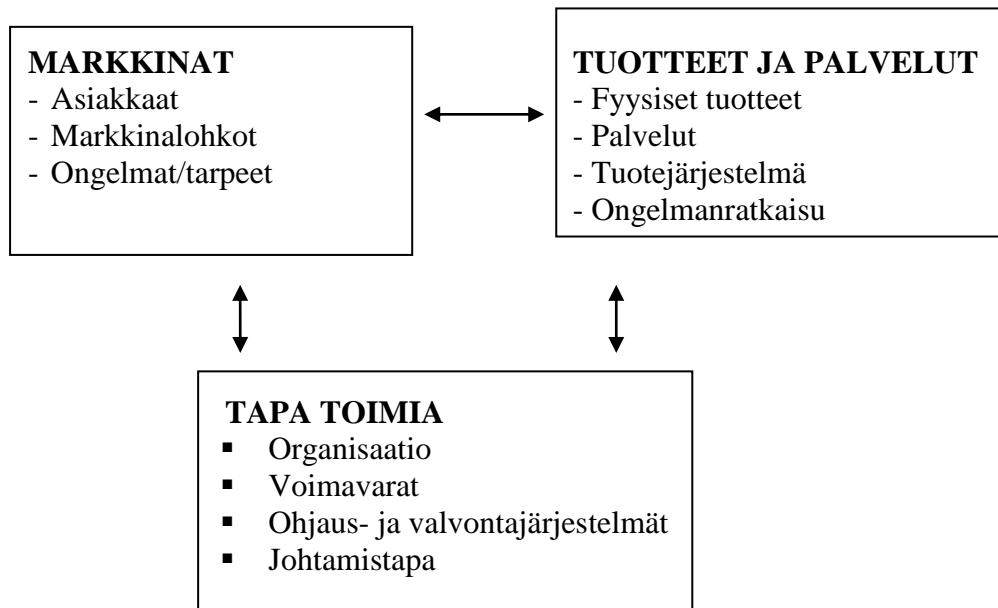 MARKKINAT
- Asiakkaat
- Markkinalohkot
- Ongelmat/tarpeet
TUOTTEET JA PALVELUT
- Fyysiset tuotteet
- Palvelut
- Tuotejärjestelmä
- Ongelmanratkaisu
TAPA TOIMIA
▪ Organisaatio
▪ Voimavarat
▪ Ohjaus- ja valvontajärjestelmät
▪ Johtamistapa